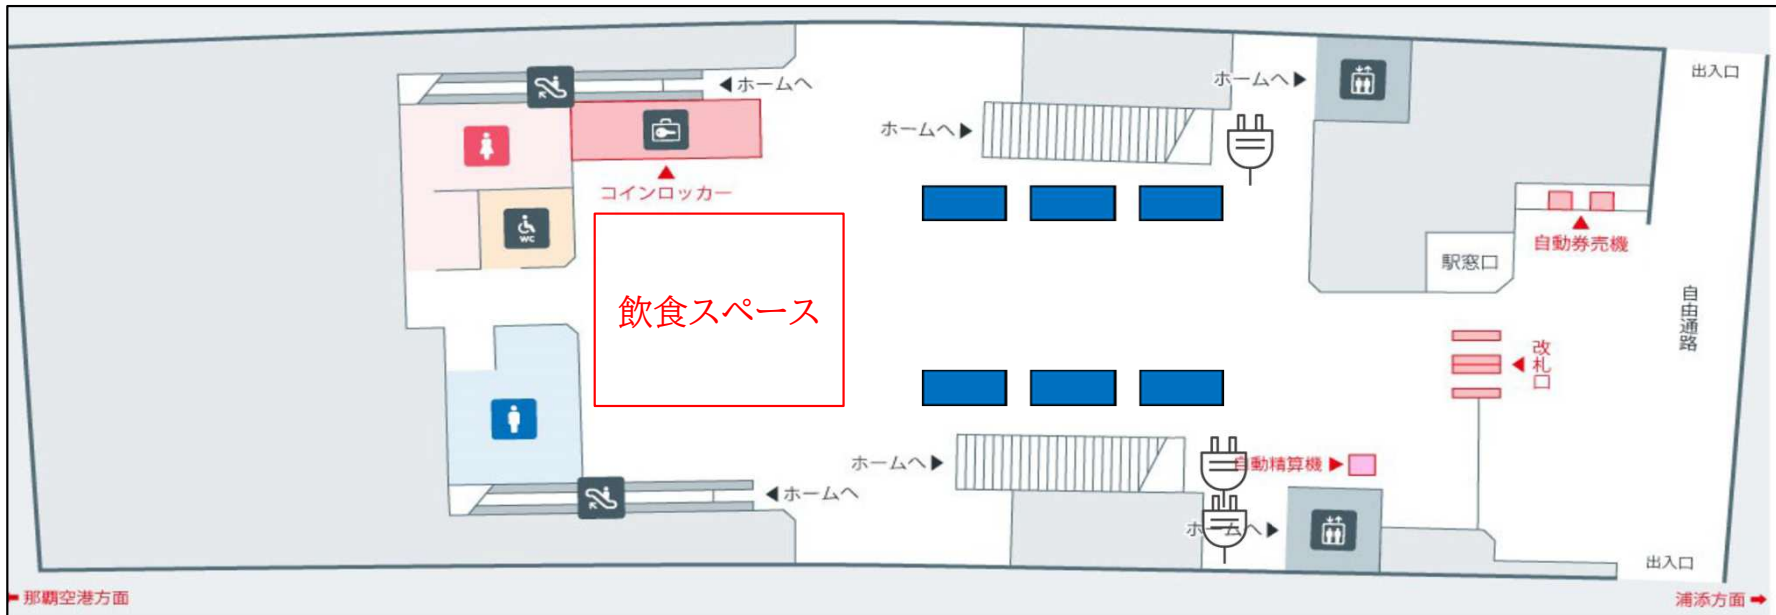 出入口
◀ホームへ
ホームへ▶
ホームへ▶
コインロッカー
WC
自動券売機
駅窓口
飲食スペース
自由通路
改札口
ホームへ▶
自動精算機▶
◀ホームへ
ホームへ▶
出入口
⬅那覇空港方面
浦添方面➡